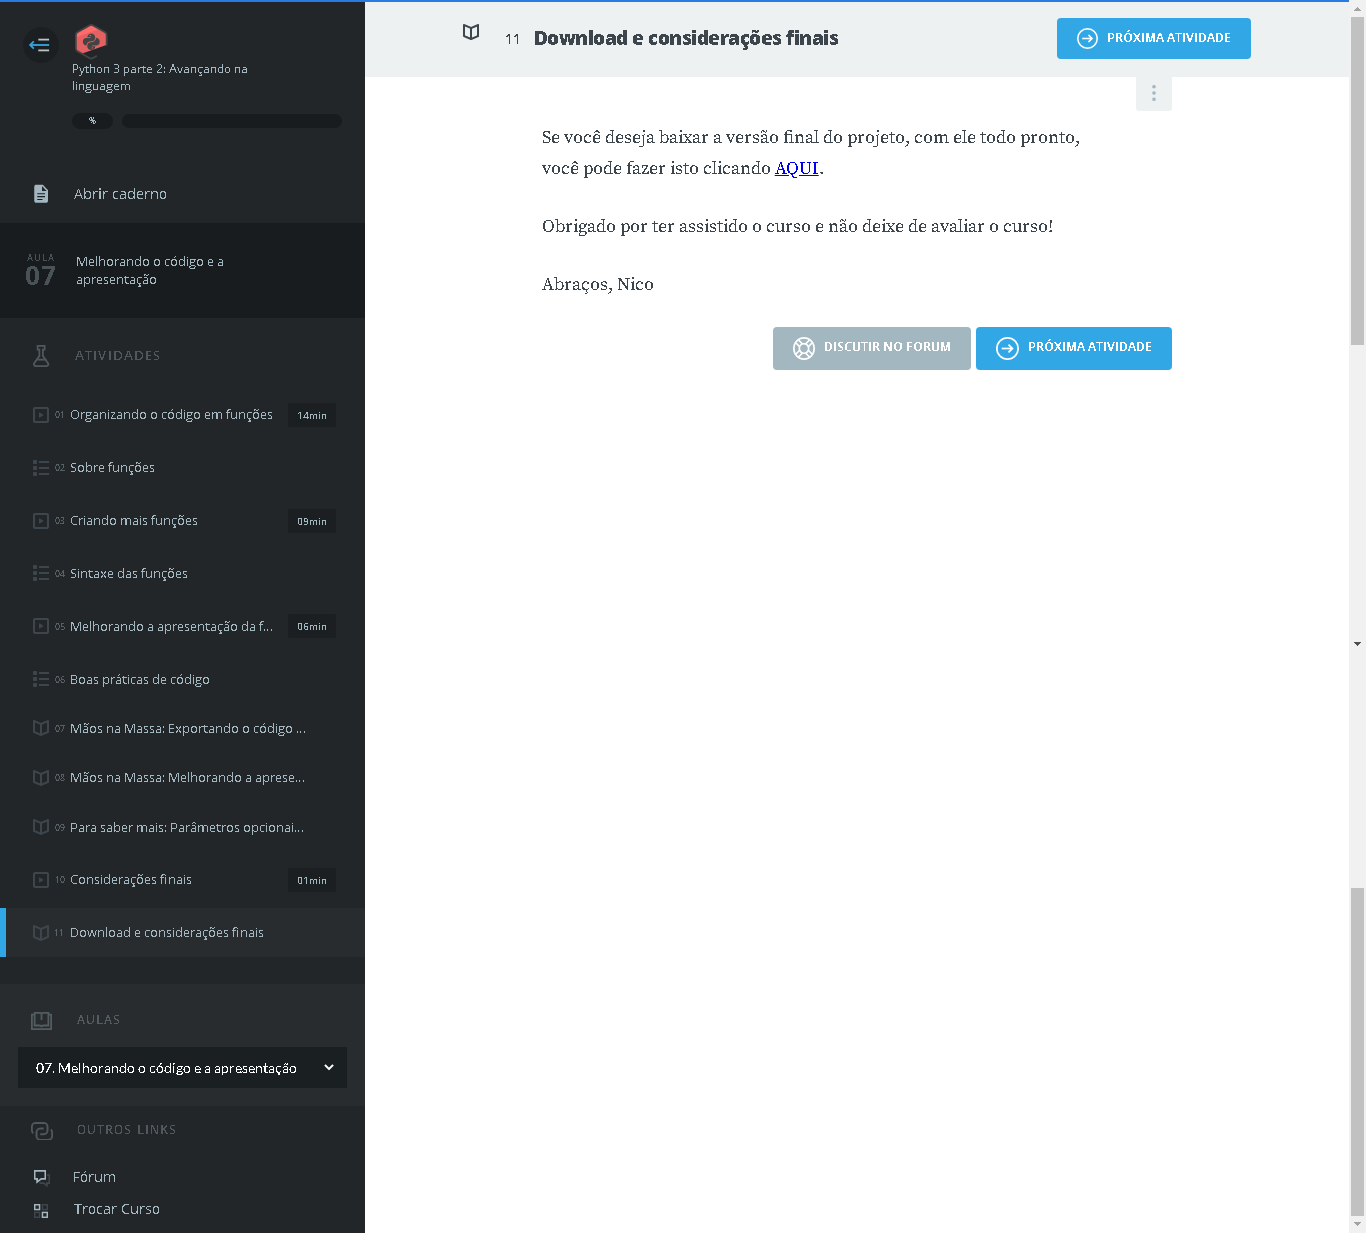 Python 3 parte 2: Avançando na
linguagem
%
Abrir caderno
AULA
07
Melhorando o código e a
apresentação
ATIVIDADES
01 Organizando o código em funções 14min
02 Sobre funções
03 Criando mais funções 09min
04 Sintaxe das funções
05 Melhorando a apresentação da f... 06min
06 Boas práticas de código
07 Mãos na Massa: Exportando o código ...
08 Mãos na Massa: Melhorando a aprese...
09 Para saber mais: Parâmetros opcionai...
10 Considerações finais 01min
11 Download e considerações finais
AULAS
07. Melhorando o código e a apresentação
OUTROS LINKS
Fórum
Trocar Curso
11 Download e considerações finais
PRÓXIMA ATIVIDADE
Se você deseja baixar a versão final do projeto, com ele todo pronto,
você pode fazer isto clicando AQUI.
Obrigado por ter assistido o curso e não deixe de avaliar o curso!
Abraços, Nico
DISCUTIR NO FORUM PRÓXIMA ATIVIDADE